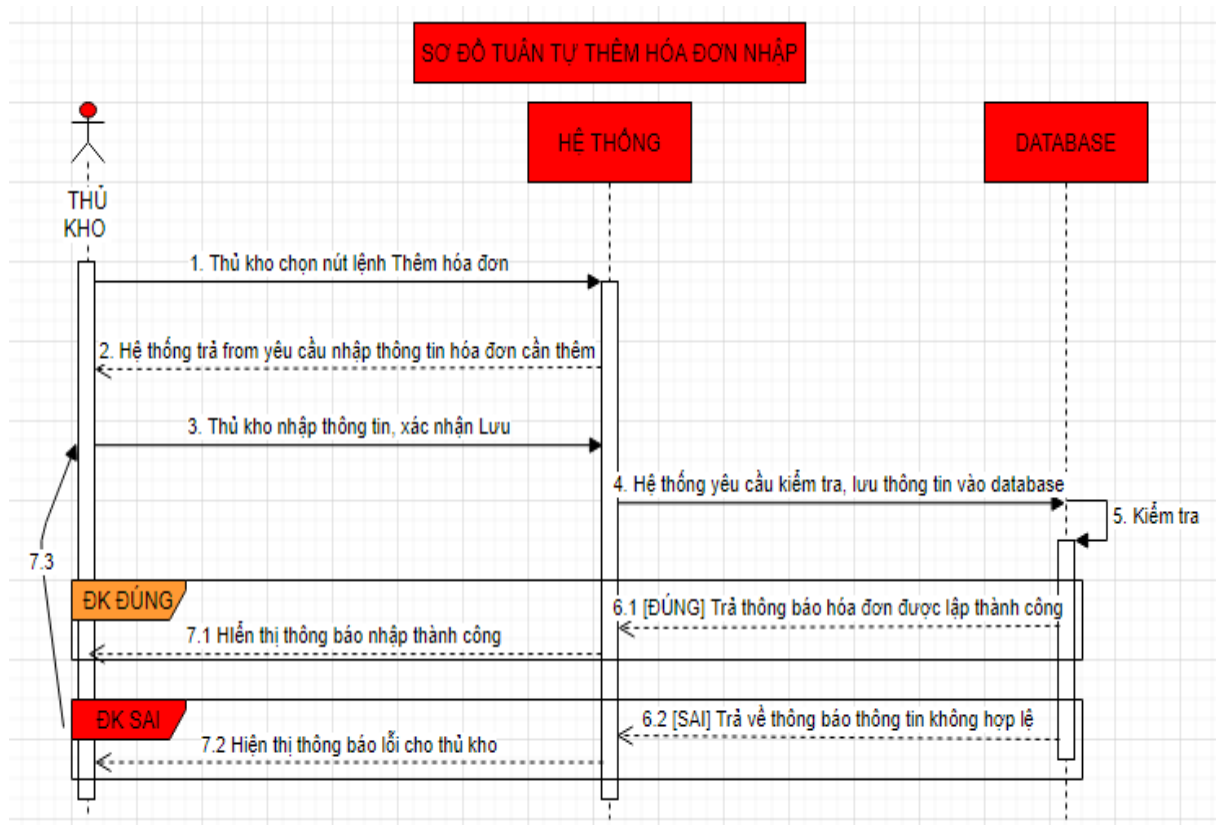 SƠ ĐỒ TUÂN TỰ THÊM HÓA ĐƠN NHẬP
HỆ THỐNG
DATABASE
THỦ
KHO
1. Thủ kho chọn nút lệnh Thêm hóa đơn
2. Hệ thống trả from yêu cầu nhập thông tin hóa đơn cần thêm
3. Thủ kho nhập thông tin, xác nhận Lưu
4. Hệ thống yêu cầu kiểm tra, lưu thông tin vào database
5. Kiểm tra
7.3
ĐK ĐÚNG
6.1 [ĐÚNG] Trả thông báo hóa đơn được lập thành công
7.1 HIển thị thông báo nhập thành công
ĐK SAI
6.2 [SAI] Trả về thông báo thông tin không hợp lệ
7.2 Hiện thị thông báo lỗi cho thủ kho